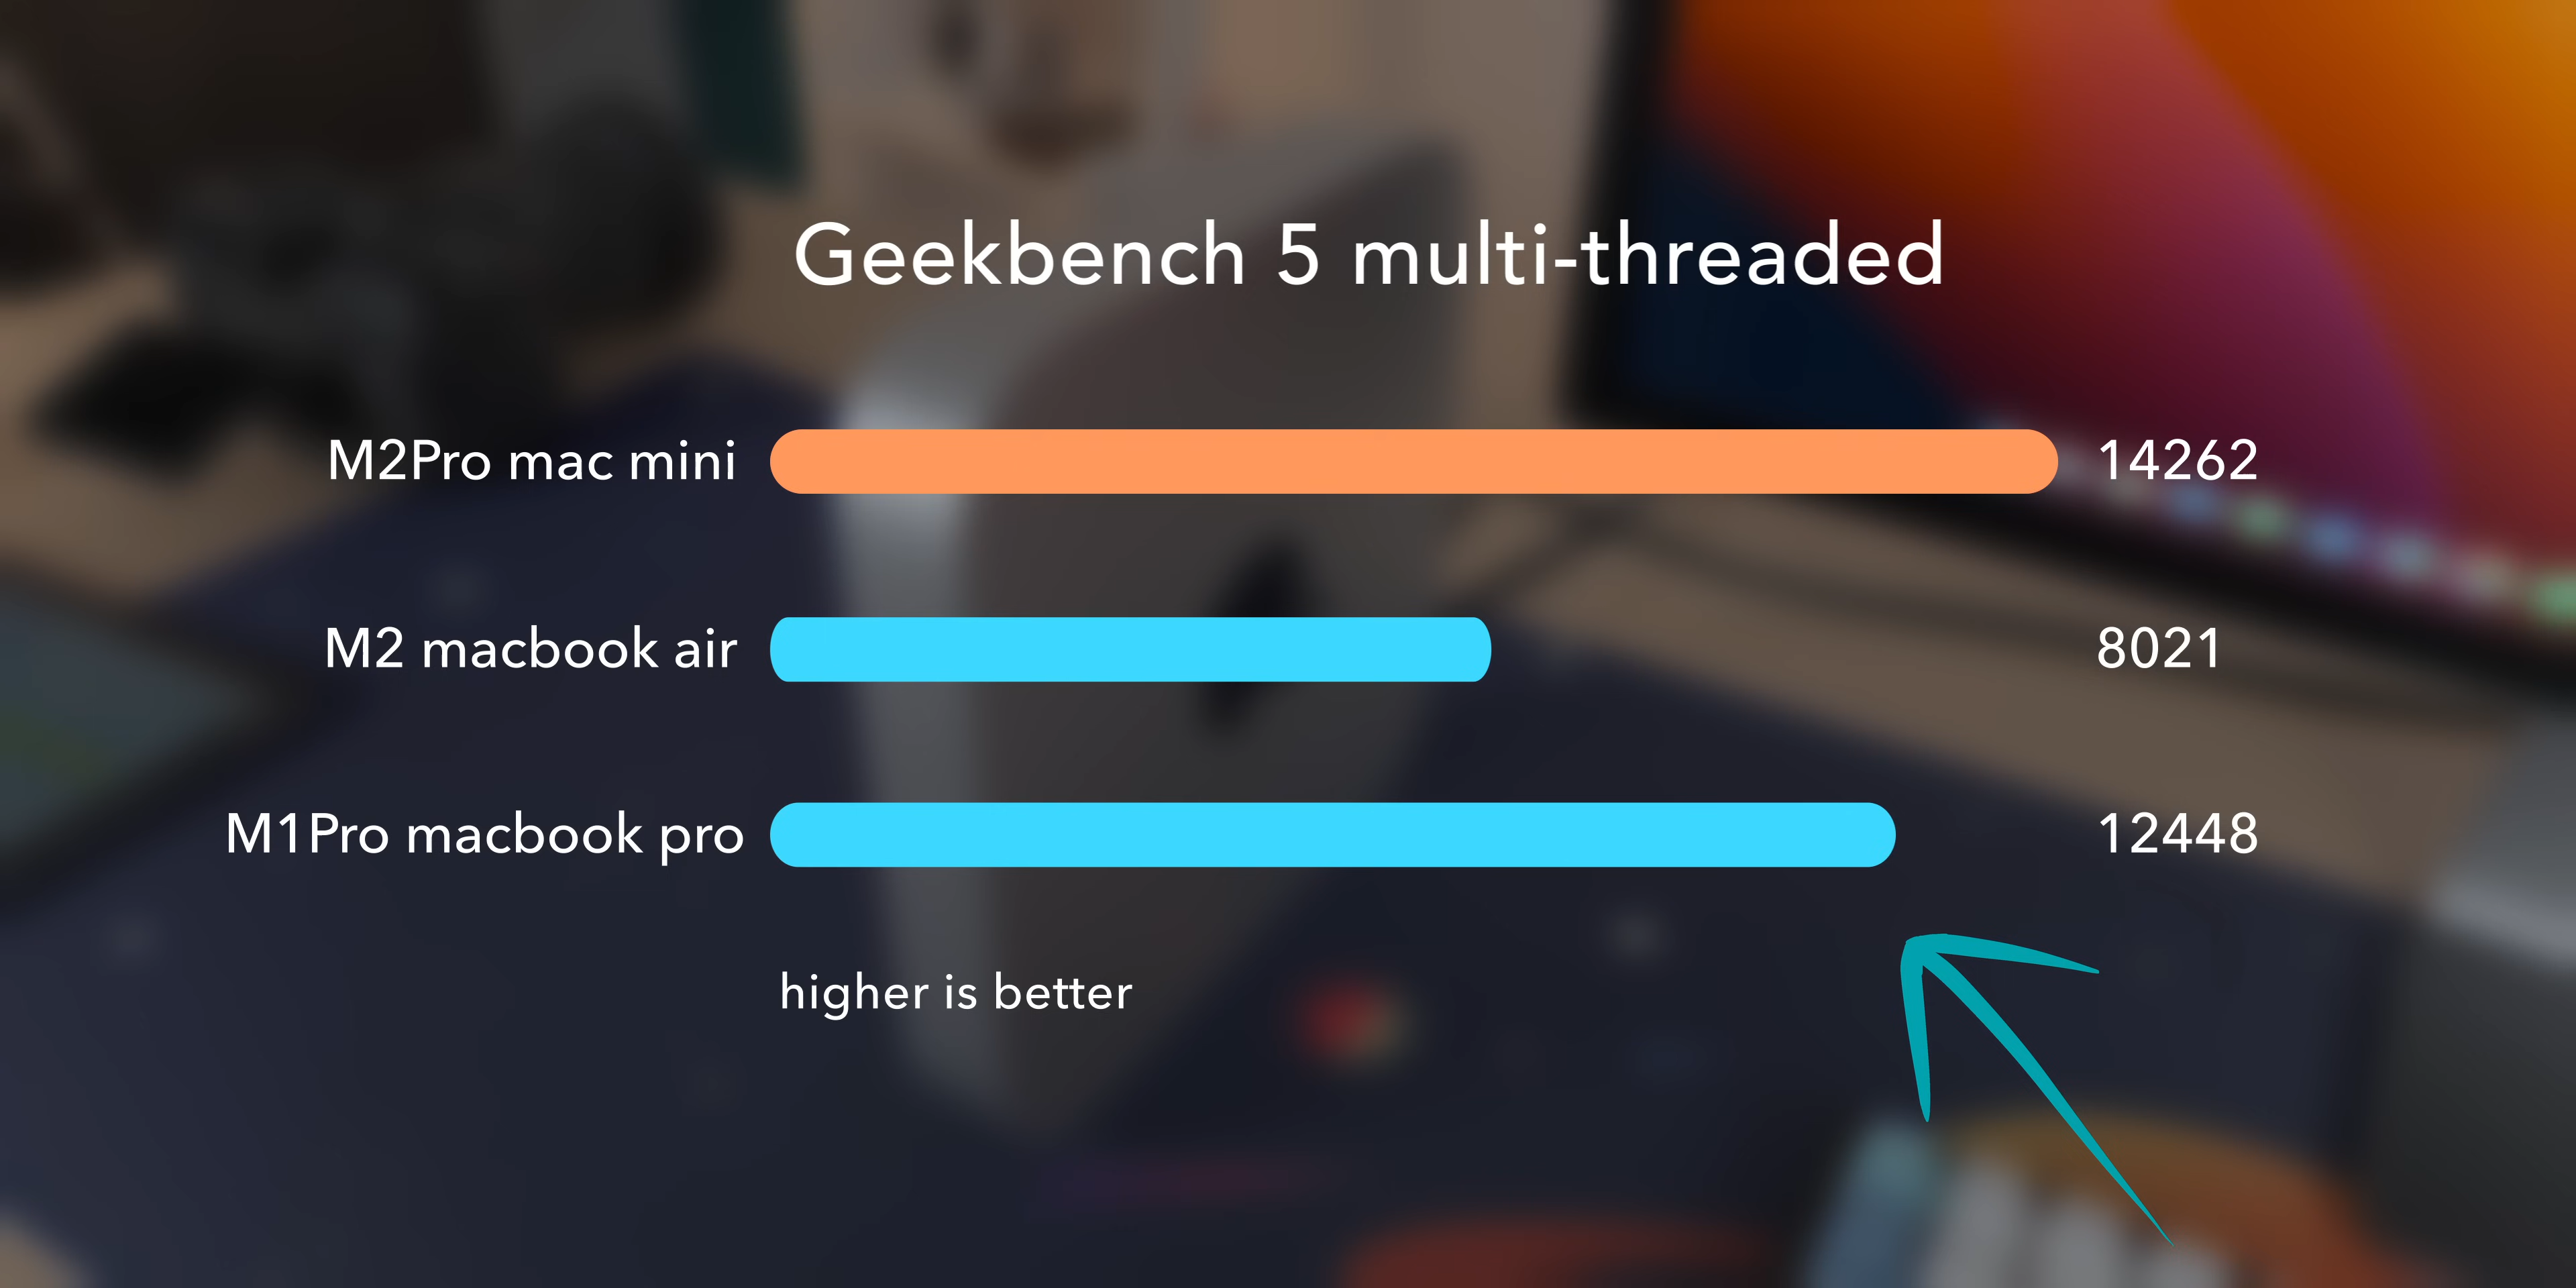 Geekbench 5 multi-threaded
M2Pro mac mini 14262
M2 macbook air 8021
M1Pro macbook pro 12448
higher is better